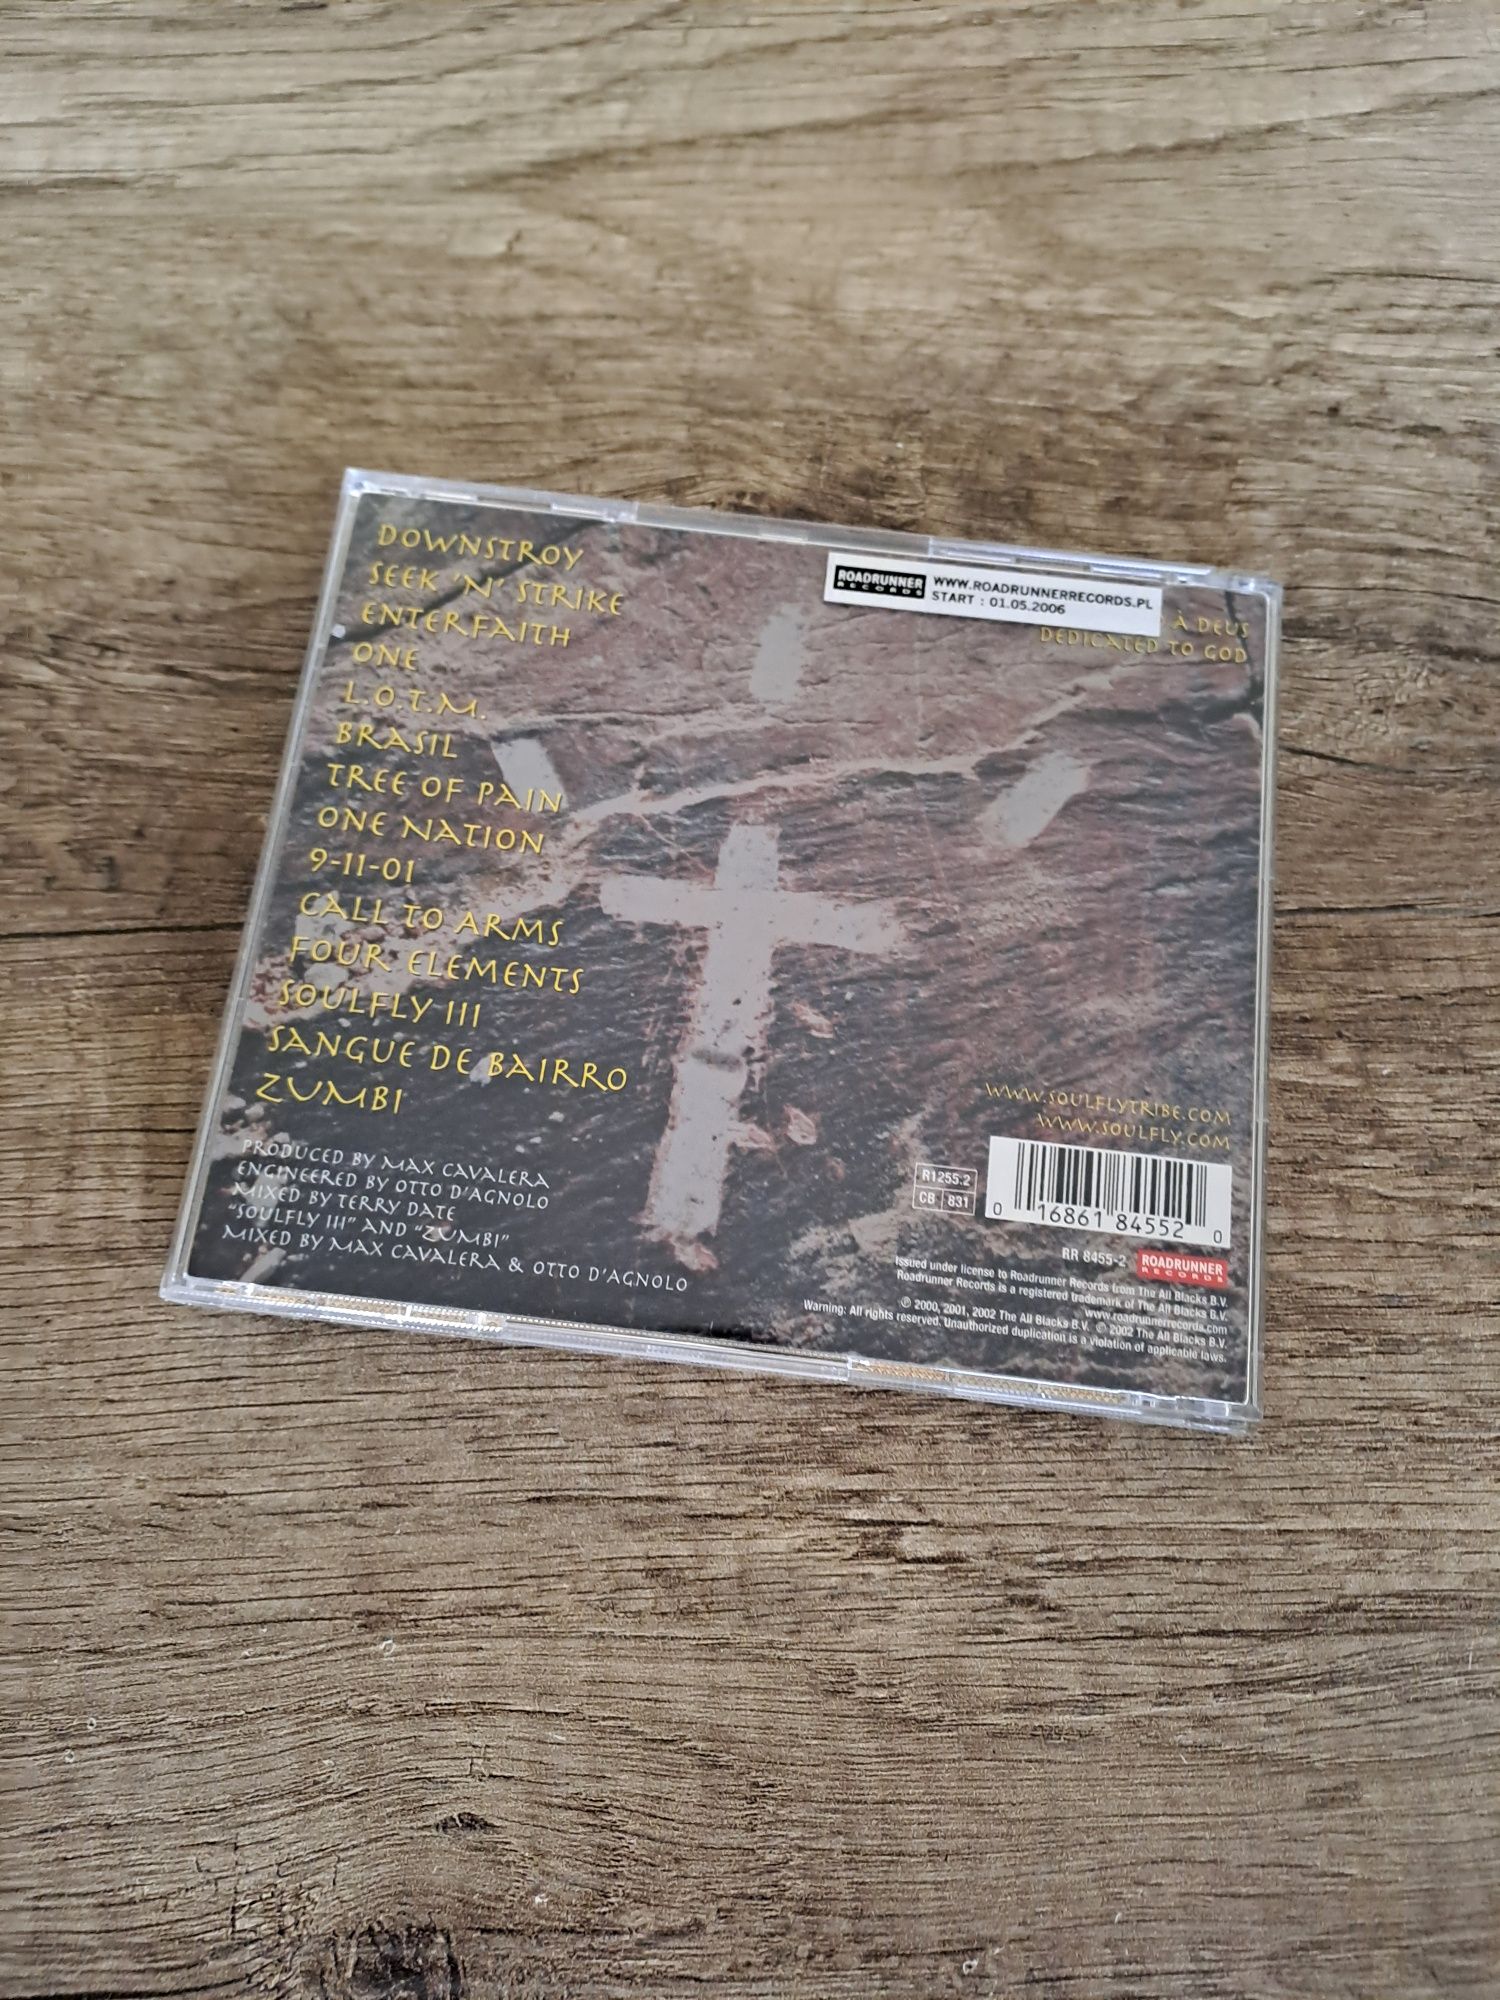 DOWNSTROY
SEEK 'N' STRIKE
ENTERFAITH
ONE
L.O.T.M.
BRASIL
TREE OF PAIN
ONE NATION
9-11-01
CALL TO ARMS
FOUR ELEMENTS
SOULFLY III
SANGUE DE BAIRRO
ZUMBI
PRODUCED BY MAX CAVALERA
ENGINEERED BY OTTO D'AGNOLO
MIXED BY TERRY DATE
"SOULFLY III" AND "ZUMBI"
MIXED BY MAX CAVALERA & OTTO D'AGNOLO
ROADRUNNER
RECORDS
WWW.ROADRUNNERRECORDS.PL
START : 01.05.2006
À DEUS
DEDICATED TO GOD
WWW.SOULFLYTRIBE.COM
WWW.SOULFLY.COM
R1255.2
CB 831
0 16861 84552 0
RR 8455-2 ROADRUNNER
RECORDS
Issued under license to Roadrunner Records from The All Blacks B.V.
Roadrunner Records is a registered trademark of The All Blacks B.V.
www.roadrunnerrecords.com
℗ 2000, 2001, 2002 The All Blacks B.V. © 2002 The All Blacks B.V.
Warning: All rights reserved. Unauthorized duplication is a violation of applicable laws.